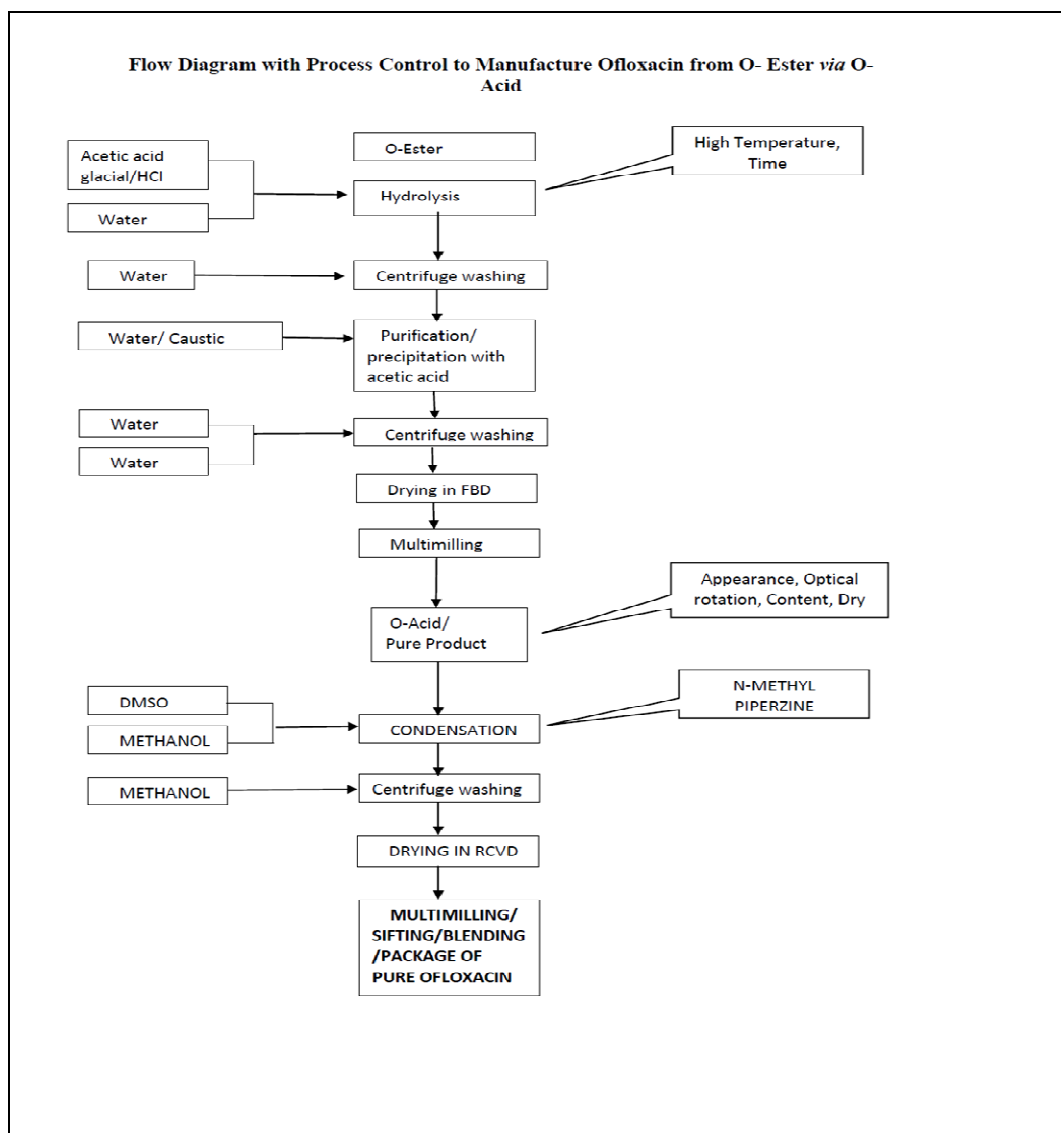 Flow Diagram with Process Control to Manufacture Ofloxacin from O- Ester via O-
Acid
O-Ester
High Temperature,
Time
Acetic acid
glacial/HCl
Water
Hydrolysis
Water
Centrifuge washing
Water/ Caustic
Purification/
precipitation with
acetic acid
Water
Water
Centrifuge washing
Drying in FBD
Multimilling
Appearance, Optical
rotation, Content, Dry
O-Acid/
Pure Product
N-METHYL
PIPERZINE
DMSO
METHANOL
CONDENSATION
METHANOL
Centrifuge washing
DRYING IN RCVD
MULTIMILLING/
SIFTING/BLENDING
/PACKAGE OF
PURE OFLOXACIN